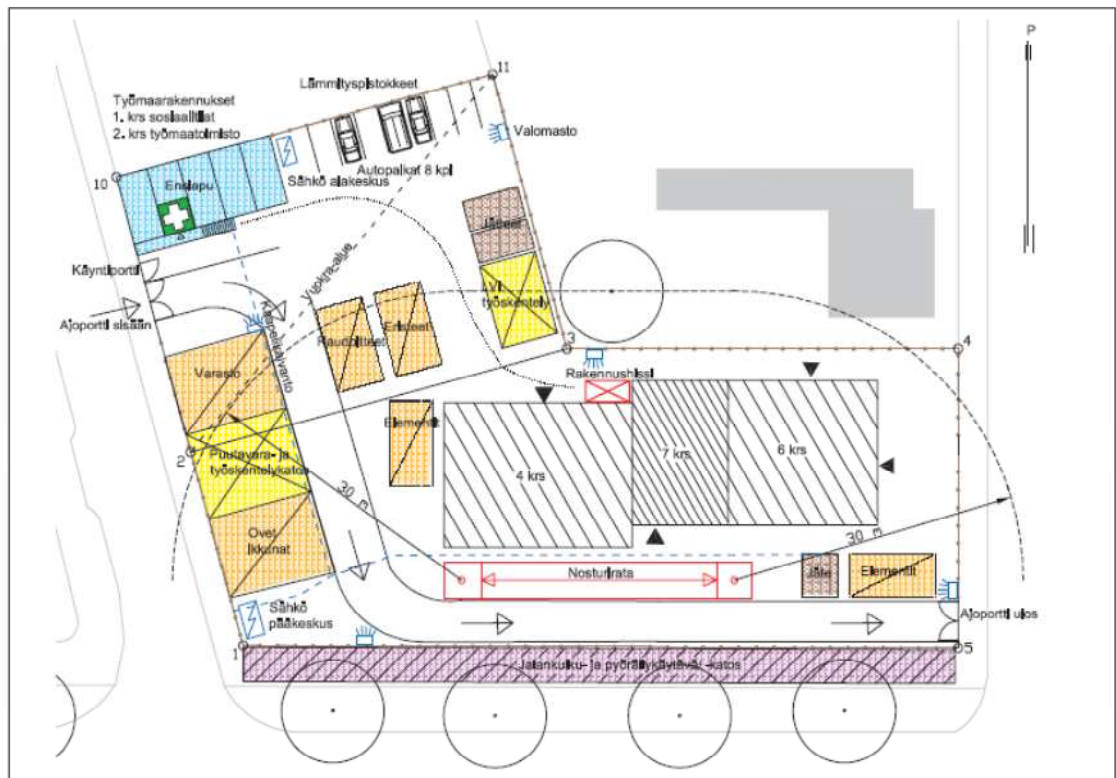 P
11
Lämmityspistokkeet
Työmaarakennukset
1. krs sosiaalitilat
2. krs työmaatoimisto
Valomasto
10
Ensiapu
Autopaikat 8 kpl
Sähkö alakeskus
Jätteet
Käyntiportti
Vuokra-alue
LVI
työskentely
Ajoportti sisään
Kaapelikaivanto
Raudoitteet
Eristeet
3
4
Varasto
Rakennushissi
Elementit
2
Puutavara- ja
työskentelykatos
4 krs
7 krs
6 krs
30 m
30 m
Ovet
Ikkunat
Nosturirata
Jäte
Elementit
Sähkö
pääkeskus
Ajoportti ulos
1
5
Jalankulku- ja pyöräilykäytävä/ -katos